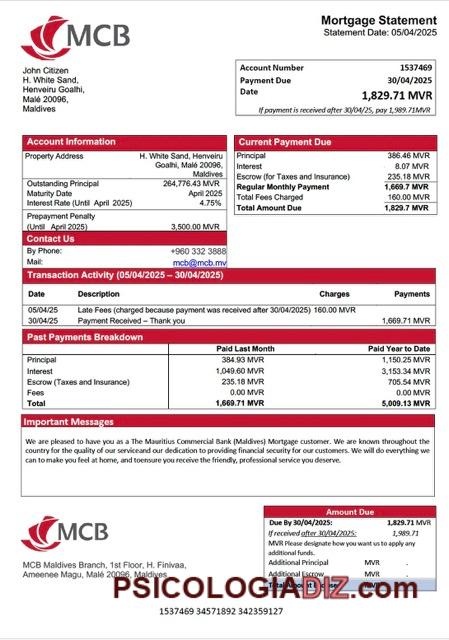 MCB
Mortgage Statement
Statement Date: 05/04/2025
John Citizen
H. White Sand,
Henveiru Goalhi,
Malé 20096,
Maldives
Account Number 1537469
Payment Due 30/04/2025
Date 1,829.71 MVR
If payment is received after 30/04/25, pay 1,989.71MVR
Account Information
Property Address H. White Sand, Henveiru
Goalhi, Malé 20096,
Maldives
Outstanding Principal 264,776.43 MVR
Maturity Date April 2025
Interest Rate (Until April 2025) 4.75%
Prepayment Penalty
(Until April 2025) 3,500.00 MVR
Contact Us
By Phone: +960 332 3888
Mail: mcb@mcb.mv
Current Payment Due
Principal 386.46 MVR
Interest 8.07 MVR
Escrow (for Taxes and Insurance) 235.18 MVR
Regular Monthly Payment 1,669.7 MVR
Total Fees Charged 160.00 MVR
Total Amount Due 1,829.7 MVR
Transaction Activity (05/04/2025 – 30/04/2025)
Date Description Charges Payments
05/04/25 Late Fees (charged because payment was received after 30/04/2025) 160.00 MVR
30/04/25 Payment Received – Thank you 1,669.71 MVR
Past Payments Breakdown
Paid Last Month Paid Year to Date
Principal 384.93 MVR 1,150.25 MVR
Interest 1,049.60 MVR 3,153.34 MVR
Escrow (Taxes and Insurance) 235.18 MVR 705.54 MVR
Fees 0.00 MVR 0.00 MVR
Total 1,669.71 MVR 5,009.13 MVR
Important Messages
We are pleased to have you as a The Mauritius Commercial Bank (Maldives) Mortgage customer. We are known throughout the
country for the quality of our serviceand our dedication to providing financial security for our customers. We will do everything we
can to make you feel at home, and toensure you receive the friendly, professional service you deserve.
MCB
MCB Maldives Branch, 1st Floor, H. Finivaa,
Ameenee Magu, Malé 20096, Maldives
Amount Due
Due By 30/04/2025: 1,829.71 MVR
If received after 30/04/2025: 1,989.71
MVR Please designate how you want us to apply any
additional funds.
Additional Principal MVR .
Additional Escrow MVR .
PSICOLOGIADIZ.com
1537469 34571892 342359127